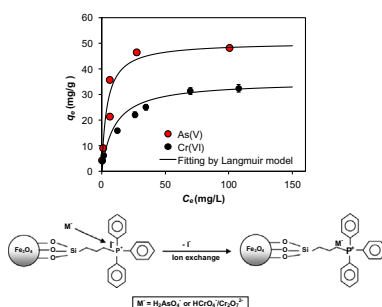 qe (mg/g)
60
50
40
30
20
10
0
0
50
100
150
Ce (mg/L)
As(V)
Cr(VI)
Fitting by Langmuir model
Fe₃O₄
O
O
O
Si
M⁻
I⁻
P⁺
- I⁻
Ion exchange
Fe₃O₄
O
O
O
Si
M⁻
P⁺
M⁻ = H₂AsO₄⁻ or HCrO₄⁻/Cr₂O₇²⁻